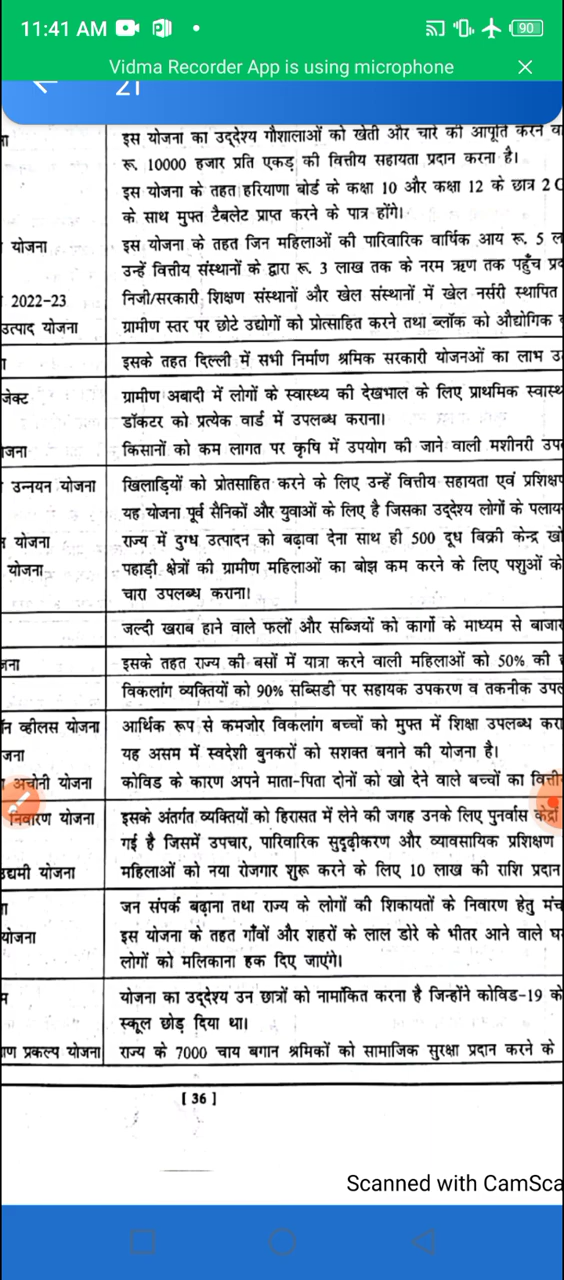 11:41 AM
90
Vidma Recorder App is using microphone
21
इस योजना का उद्देश्य गौशालाओं को खेती और चारे की आपूर्ति करने
रू. 10000 हजार प्रति एकड़ की वित्तीय सहायता प्रदान करना है।
इस योजना के तहत हरियाणा बोर्ड के कक्षा 10 और कक्षा 12 के छात्र 2
के साथ मुफ्त टैबलेट प्राप्त करने के पात्र होंगे।
योजना इस योजना के तहत जिन महिलाओं की पारिवारिक वार्षिक आय रू. 5
उन्हें वित्तीय संस्थानों के द्वारा रू. 3 लाख तक के नरम ऋण तक पहुँच
2022-23 निजी/सरकारी शिक्षण संस्थानों और खेल संस्थानों में खेल नर्सरी स्थापित
उत्पाद योजना ग्रामीण स्तर पर छोटे उद्योगों को प्रोत्साहित करने तथा ब्लॉक को औद्योगिक
इसके तहत दिल्ली में सभी निर्माण श्रमिक सरकारी योजनओं का लाभ
जेक्ट ग्रामीण अबादी में लोगों के स्वास्थ्य की देखभाल के लिए प्राथमिक
डॉकटर को प्रत्येक वार्ड में उपलब्ध कराना।
जना किसानों को कम लागत पर कृषि में उपयोग की जाने वाली मशीनरी
उन्नयन योजना खिलाड़ियों को प्रोतसाहित करने के लिए उन्हें वित्तीय सहायता एवं
यह योजना पूर्व सैनिकों और युवाओं के लिए है जिसका उद्देश्य लोगों के
योजना राज्य में दुग्ध उत्पादन को बढ़ावा देना साथ ही 500 दूध बिक्री केन्द्र
योजना पहाड़ी क्षेत्रों की ग्रामीण महिलाओं का बोझ कम करने के लिए पशुओं को
चारा उपलब्ध कराना।
जल्दी खराब हाने वाले फलों और सब्जियों को कार्गो के माध्यम से बाजार
जना इसके तहत राज्य की बसों में यात्रा करने वाली महिलाओं को 50% की
विकलांग व्यक्तियों को 90% सब्सिडी पर सहायक उपकरण व तकनीक
व्हीलस योजना आर्थिक रूप से कमजोर विकलांग बच्चों को मुफ्त में शिक्षा उपलब्ध
जना यह असम में स्वदेशी बुनकरों को सशक्त बनाने की योजना है।
अचोनी योजना कोविड के कारण अपने माता-पिता दोनों को खो देने वाले बच्चों का
निवारण योजना इसके अंतर्गत व्यक्तियों को हिरासत में लेने की जगह उनके लिए पुनर्वास केंद्रों
गई है जिसमें उपचार, पारिवारिक सुदृढ़ीकरण और व्यावसायिक प्रशिक्षण
उद्यमी योजना महिलाओं को नया रोजगार शुरू करने के लिए 10 लाख की राशि प्रदान
जन संपर्क बढ़ाना तथा राज्य के लोगों की शिकायतों के निवारण हेतु मंच
योजना इस योजना के तहत गाँवों और शहरों के लाल डोरे के भीतर आने वाले
लोगों को मलिकाना हक दिए जाएंगे।
योजना का उद्देश्य उन छात्रों को नामांकित करना है जिन्होंने कोविड-19 के
स्कूल छोड़ दिया था।
प्रकल्प योजना राज्य के 7000 चाय बगान श्रमिकों को सामाजिक सुरक्षा प्रदान करने के
[ 36 ]
Scanned with CamSca